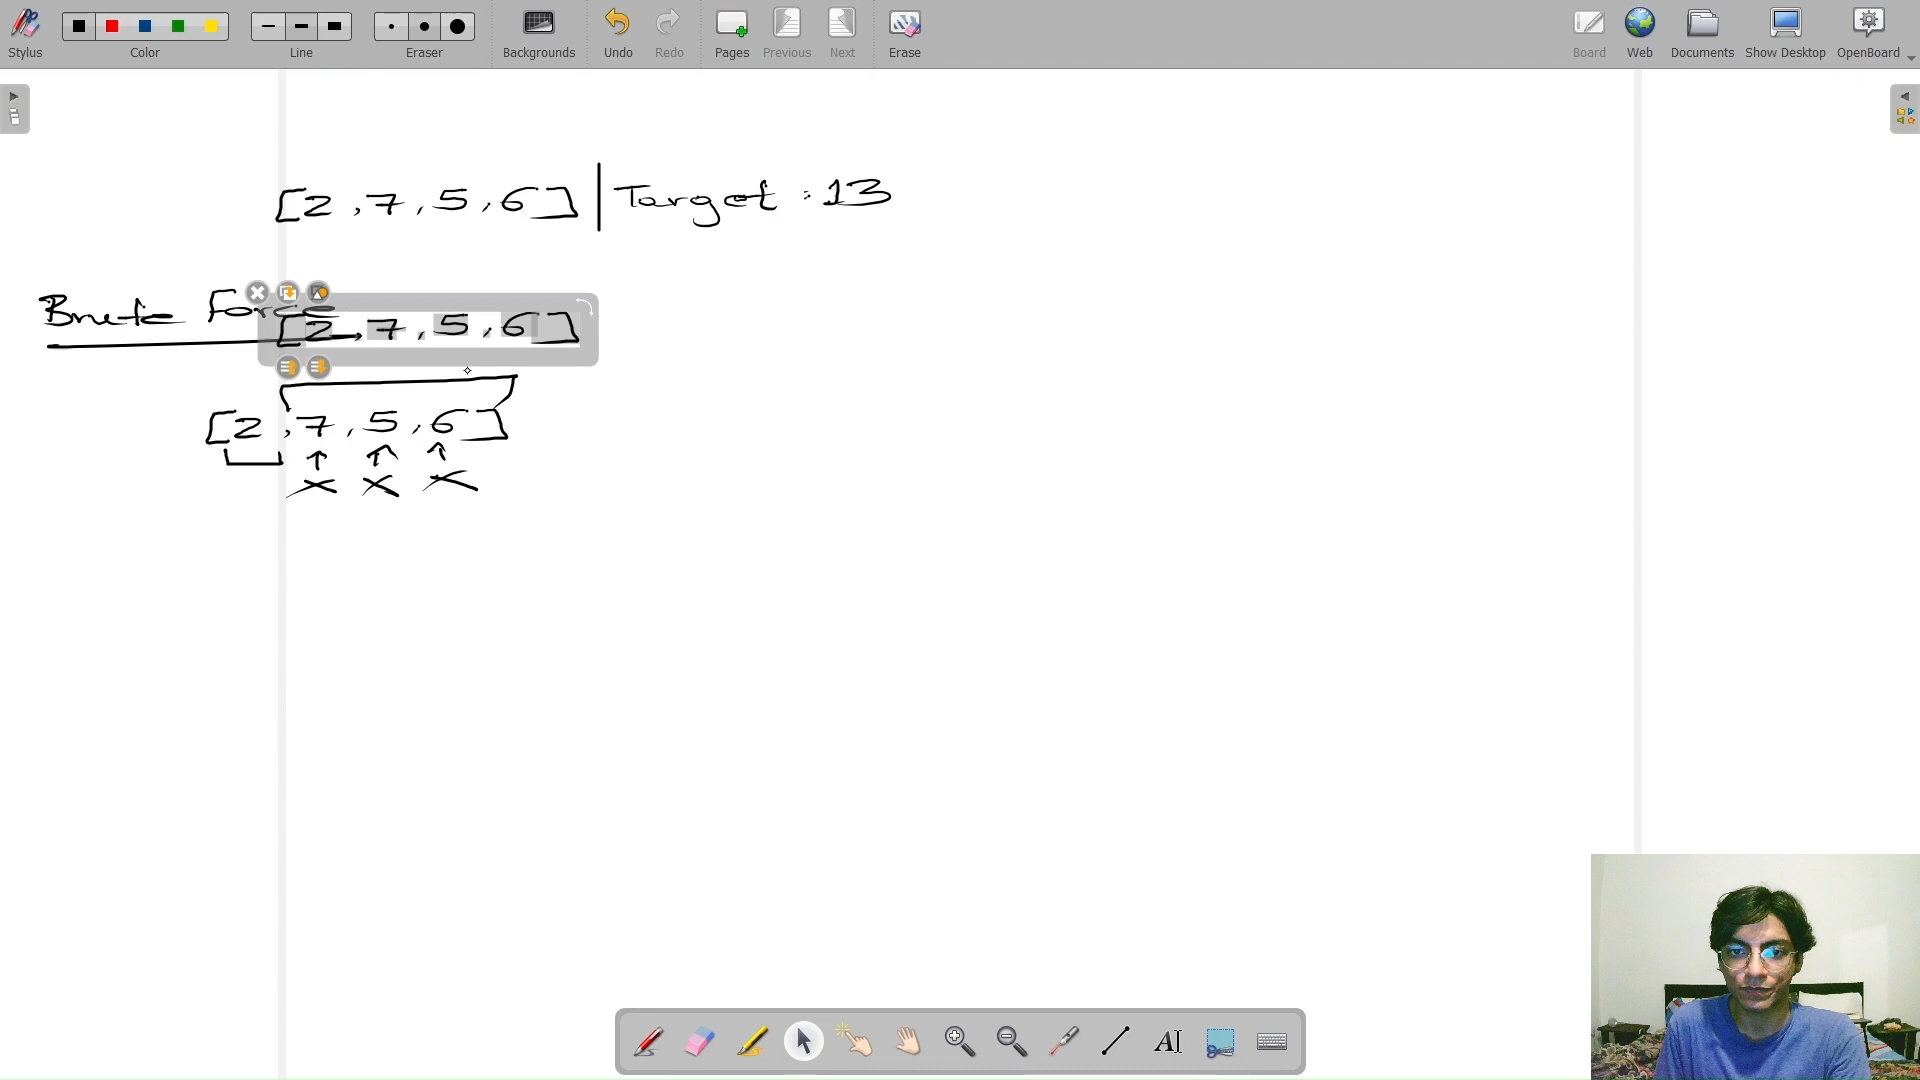 Stylus
Color
Line
Eraser
Backgrounds
Undo
Redo
Pages
Previous
Next
Erase
Board
Web
Documents
Show Desktop
OpenBoard
[2,7,5,6] | Target : 13
Brute Force
[2,7,5,6]
[2,7,5,6]